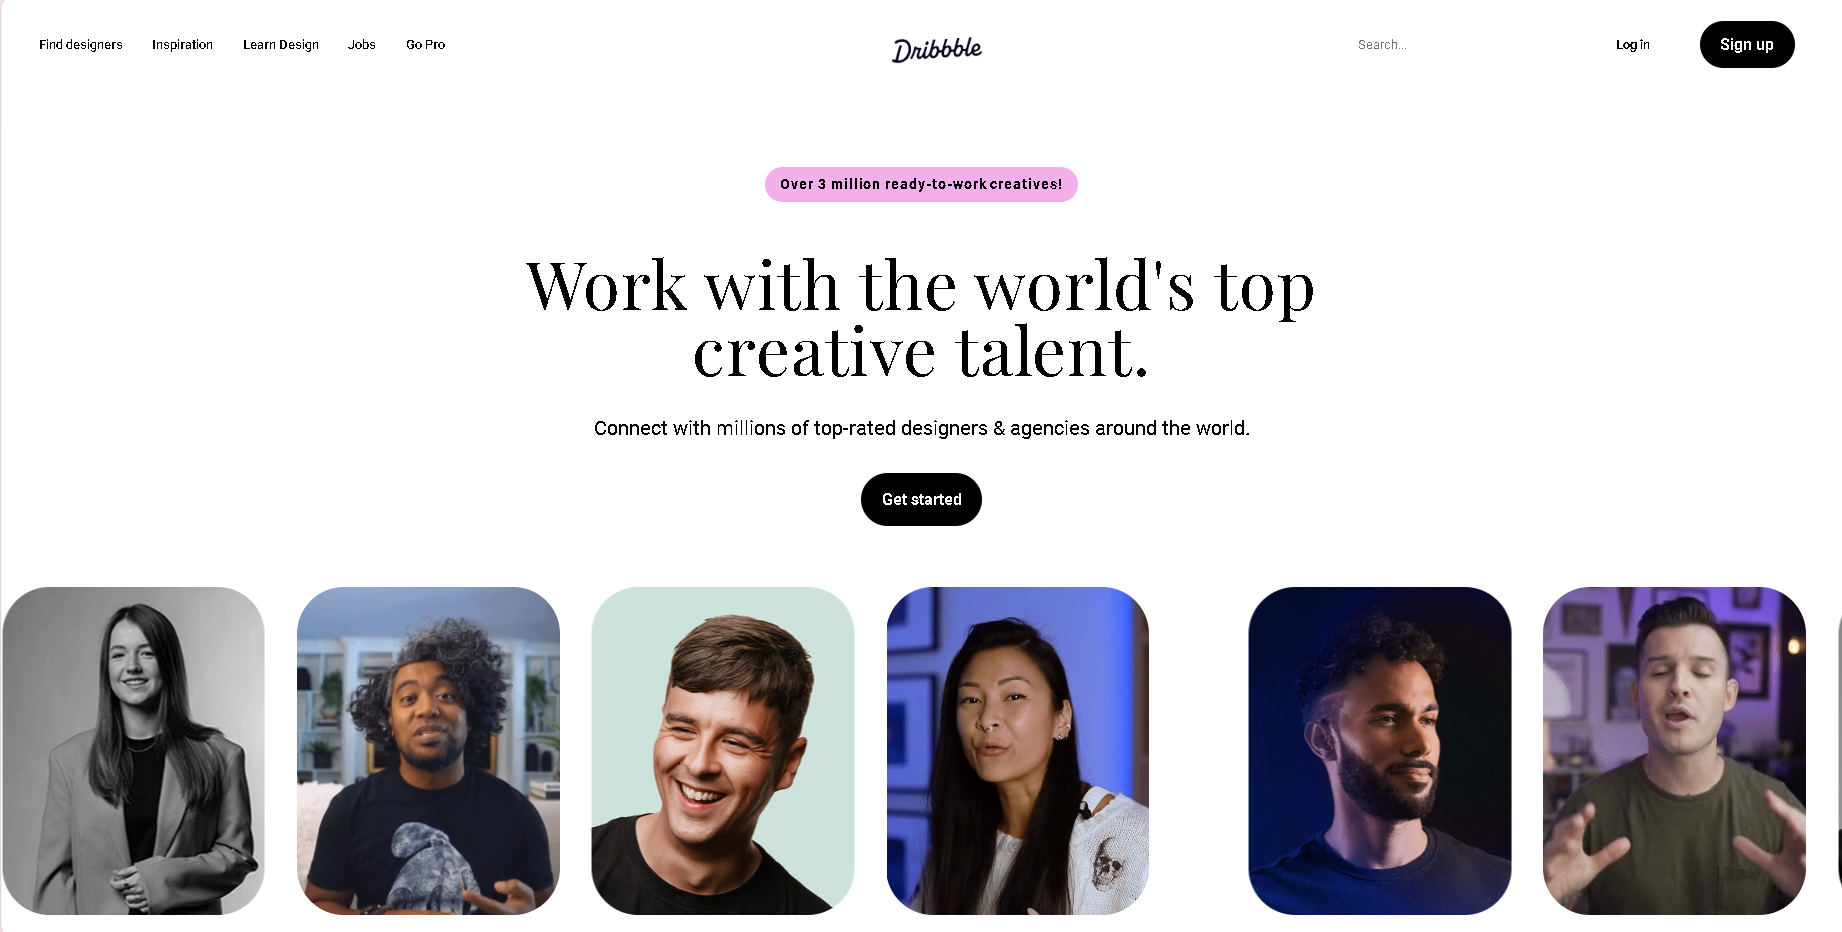 Find designers
Inspiration
Learn Design
Jobs
Go Pro
Dribbble
Search...
Log in
Sign up
Over 3 million ready-to-work creatives!
Work with the world's top
creative talent.
Connect with millions of top-rated designers & agencies around the world.
Get started